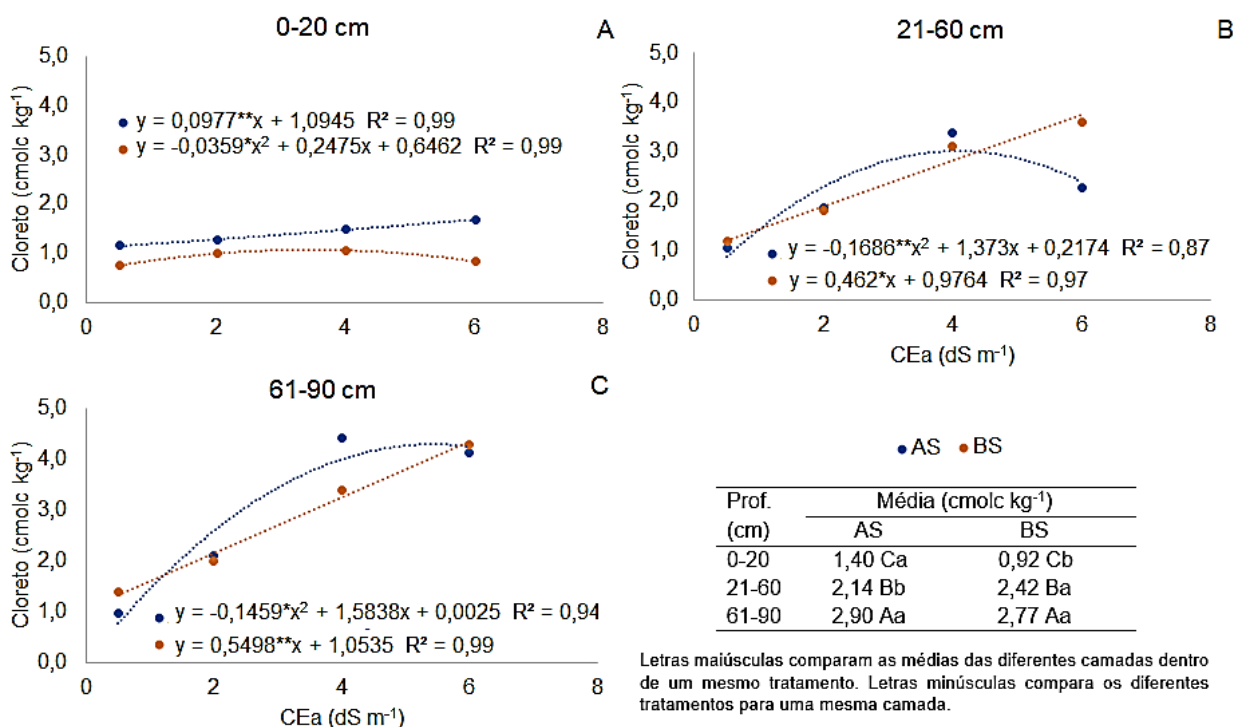 0-20 cm
A
Cloreto (cmolc kg⁻¹)
5,0
4,0
3,0
2,0
1,0
0,0
0
2
4
6
8
y = 0,0977**x + 1,0945 R² = 0,99
y = -0,0359*x² + 0,2475x + 0,6462 R² = 0,99
21-60 cm
B
Cloreto (cmolc kg⁻¹)
5,0
4,0
3,0
2,0
1,0
0,0
0
2
4
6
8
y = -0,1686**x² + 1,373x + 0,2174 R² = 0,87
y = 0,462*x + 0,9764 R² = 0,97
CEa (dS m⁻¹)
61-90 cm
C
Cloreto (cmolc kg⁻¹)
5,0
4,0
3,0
2,0
1,0
0,0
0
2
4
6
8
y = -0,1459*x² + 1,5838x + 0,0025 R² = 0,94
y = 0,5498**x + 1,0535 R² = 0,99
CEa (dS m⁻¹)
AS BS
Prof. Média (cmolc kg⁻¹)
(cm) AS BS
0-20 1,40 Ca 0,92 Cb
21-60 2,14 Bb 2,42 Ba
61-90 2,90 Aa 2,77 Aa
Letras maiúsculas comparam as médias das diferentes camadas dentro
de um mesmo tratamento. Letras minúsculas compara os diferentes
tratamentos para uma mesma camada.